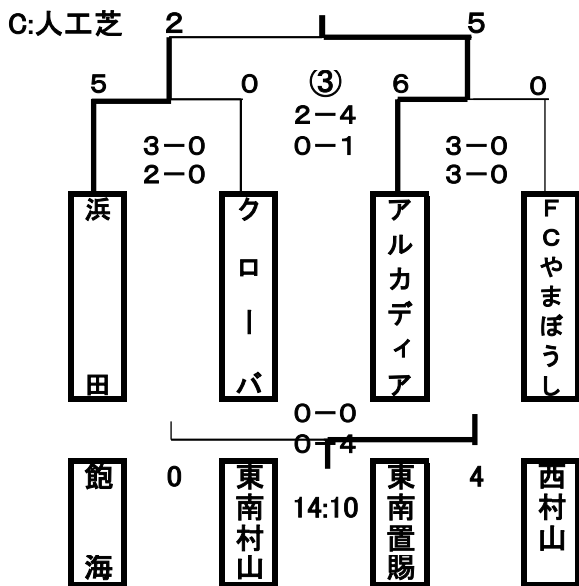 C:人工芝
2
5
5
0
③
6
0
2－4
0－1
3－0
2－0
3－0
3－0
浜田
クローバ
アルカディア
FCやまぼうし
0－0
0－4
0
4
14:10
飽海
東南村山
東南置賜
西村山